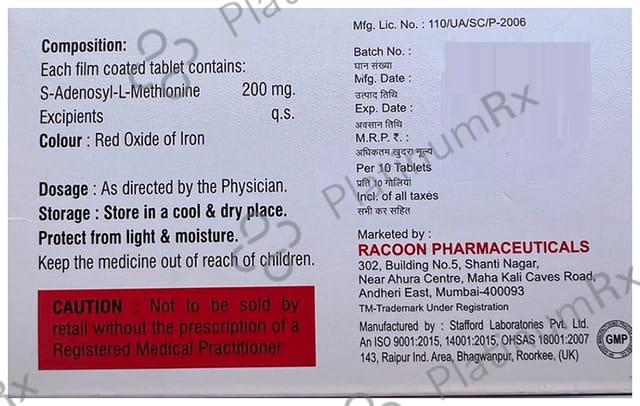 Composition:
Each film coated tablet contains:
S-Adenosyl-L-Methionine 200 mg.
Excipients q.s.
Colour : Red Oxide of Iron
Dosage : As directed by the Physician.
Storage : Store in a cool & dry place.
Protect from light & moisture.
Keep the medicine out of reach of children.
CAUTION : Not to be sold by
retail without the prescription of a
Registered Medical Practitioner
Mfg. Lic. No. : 110/UA/SC/P-2006
Batch No. :
घान संख्या
Mfg. Date :
उत्पाद तिथि
Exp. Date :
अवसान तिथि
M.R.P. ₹. :
अधिकतम खुदरा मूल्य
Per 10 Tablets
प्रति 10 गोलियां
Incl. of all taxes
सभी कर सहित
Marketed by :
RACOON PHARMACEUTICALS
302, Building No.5, Shanti Nagar,
Near Ahura Centre, Maha Kali Caves Road,
Andheri East, Mumbai-400093
TM-Trademark Under Registration
Manufactured by : Stafford Laboratories Pvt. Ltd.
An ISO 9001:2015, 14001:2015, OHSAS 18001:2007
143, Raipur Ind. Area, Bhagwanpur, Roorkee, (UK)
GMP
PlatinumRx
PlatinumRx
PlatinumRx